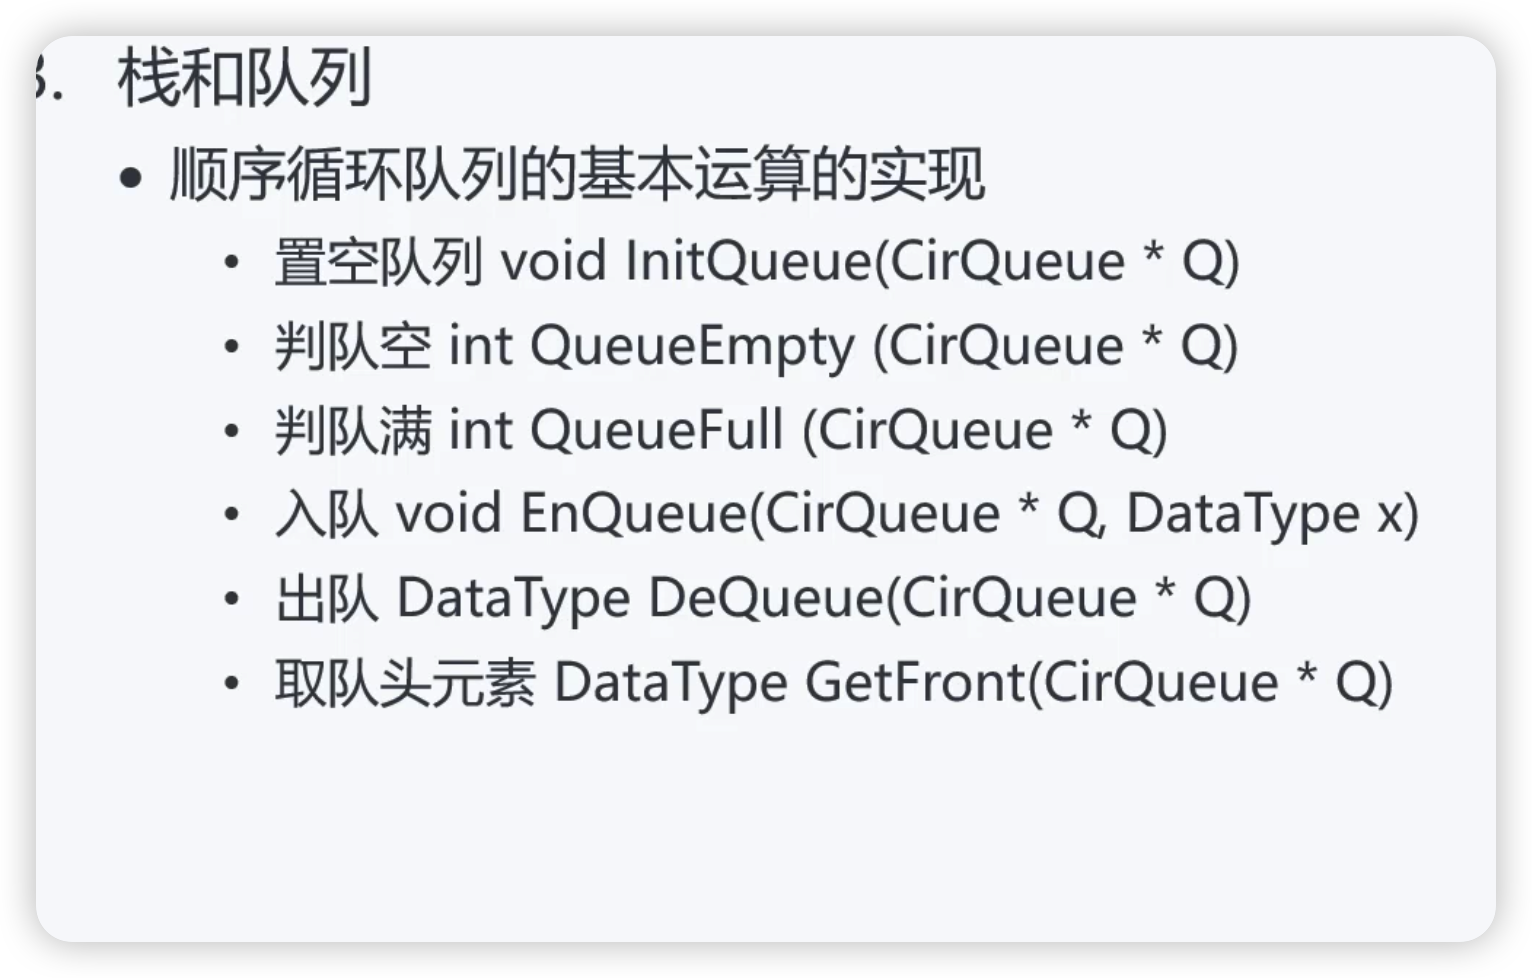 3. 栈和队列
• 顺序循环队列的基本运算的实现
• 置空队列 void InitQueue(CirQueue * Q)
• 判队空 int QueueEmpty (CirQueue * Q)
• 判队满 int QueueFull (CirQueue * Q)
• 入队 void EnQueue(CirQueue * Q, DataType x)
• 出队 DataType DeQueue(CirQueue * Q)
• 取队头元素 DataType GetFront(CirQueue * Q)